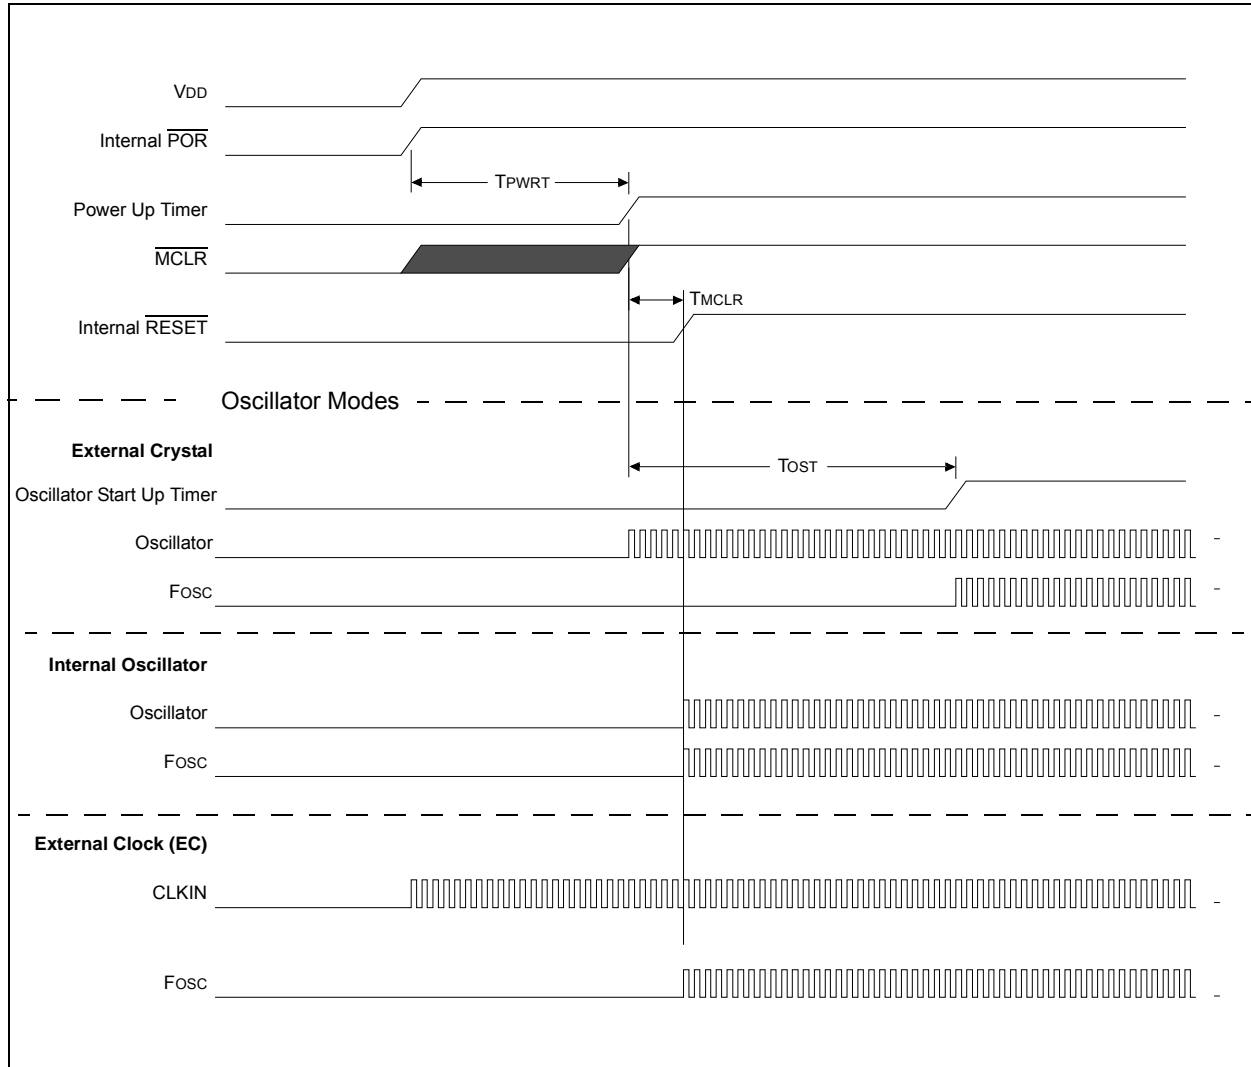 VDD
Internal POR
TPWRT
Power Up Timer
MCLR
TMCLR
Internal RESET
Oscillator Modes
External Crystal
TOST
Oscillator Start Up Timer
Oscillator
FOSC
Internal Oscillator
Oscillator
FOSC
External Clock (EC)
CLKIN
FOSC